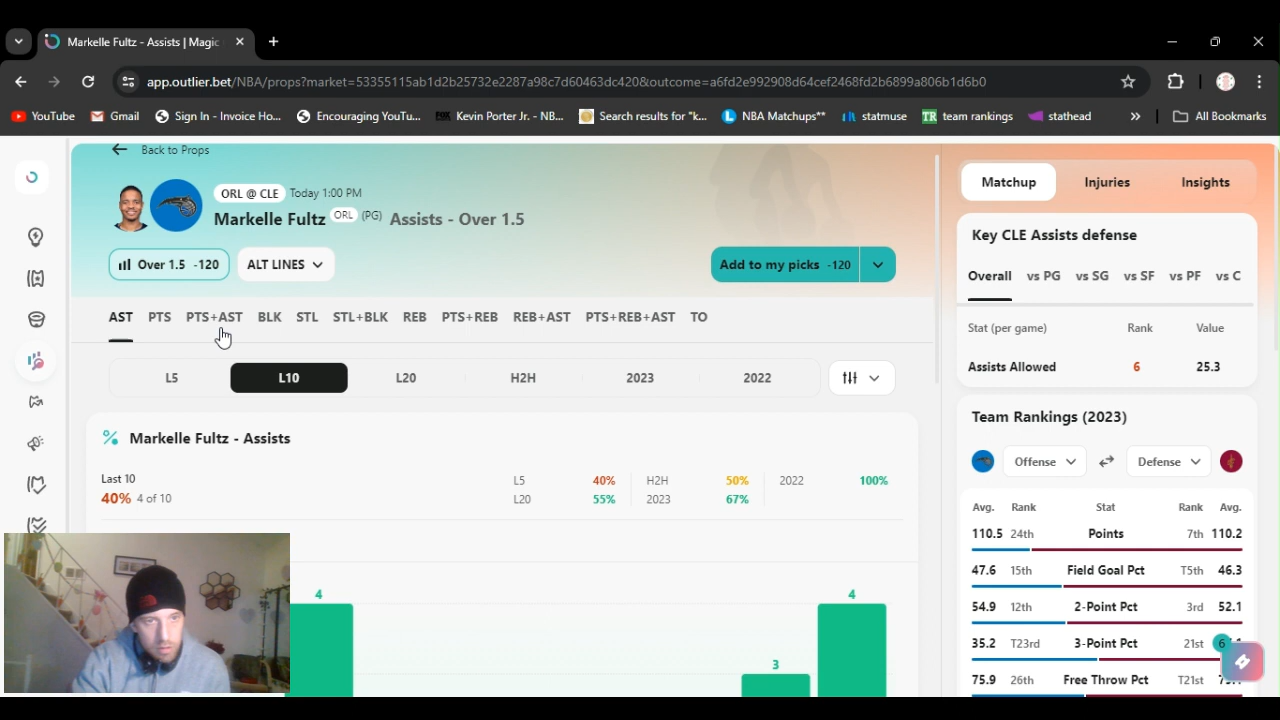 Markelle Fultz - Assists | Magic
app.outlier.bet/NBA/props?market=53355115ab1d2b25732e2287a98c7d60463dc420&outcome=a6fd2e992908d64cef2468fd2b6899a806b1d6b0
YouTube Gmail Sign In - Invoice Ho... Encouraging YouTu... Kevin Porter Jr. - NB... Search results for "k... NBA Matchups** statmuse TR team rankings stathead » All Bookmarks
Back to Props
ORL @ CLE Today 1:00 PM
Markelle Fultz ORL (PG) Assists - Over 1.5
Over 1.5 -120 ALT LINES Add to my picks -120
AST PTS PTS+AST BLK STL STL+BLK REB PTS+REB REB+AST PTS+REB+AST TO
L5 L10 L20 H2H 2023 2022
Markelle Fultz - Assists
Last 10
40% 4 of 10
L5 40% H2H 50% 2022 100%
L20 55% 2023 67%
4 3 4
Matchup Injuries Insights
Key CLE Assists defense
Overall vs PG vs SG vs SF vs PF vs C
Stat (per game) Rank Value
Assists Allowed 6 25.3
Team Rankings (2023)
Offense Defense
Avg. Rank Stat Rank Avg.
110.5 24th Points 7th 110.2
47.6 15th Field Goal Pct T5th 46.3
54.9 12th 2-Point Pct 3rd 52.1
35.2 T23rd 3-Point Pct 21st
75.9 26th Free Throw Pct T21st